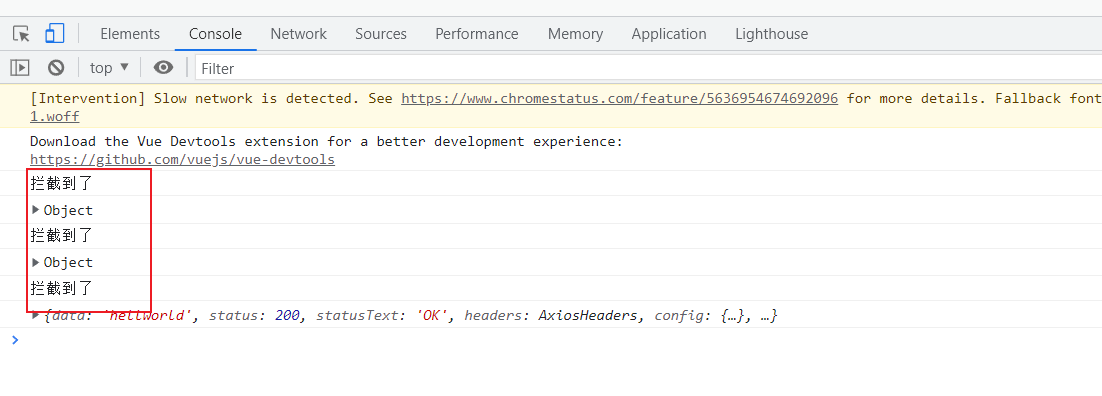 Elements Console Network Sources Performance Memory Application Lighthouse
top Filter
[Intervention] Slow network is detected. See https://www.chromestatus.com/feature/5636954674692096 for more details. Fallback font
1.woff
Download the Vue Devtools extension for a better development experience:
https://github.com/vuejs/vue-devtools
拦截到了
Object
拦截到了
Object
拦截到了
{data: 'hellworld', status: 200, statusText: 'OK', headers: AxiosHeaders, config: {…}, …}